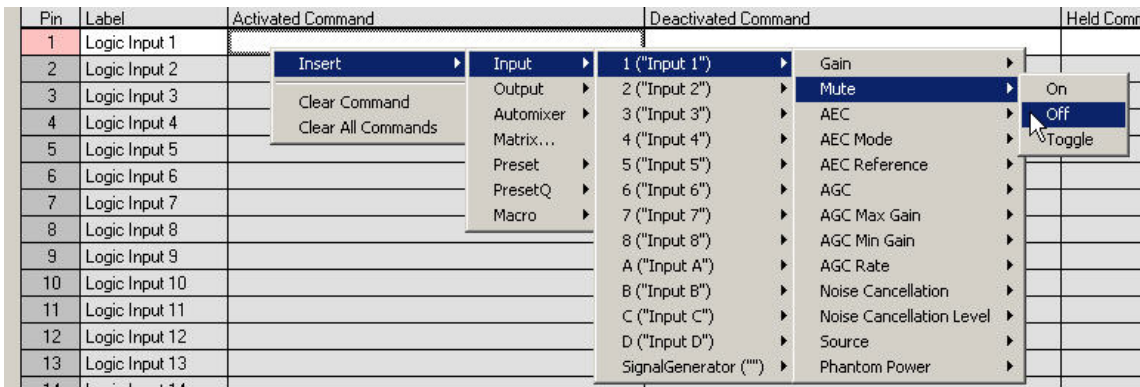 Pin Label Activated Command Deactivated Command Held Comm
1 Logic Input 1
2 Logic Input 2
3 Logic Input 3
4 Logic Input 4
5 Logic Input 5
6 Logic Input 6
7 Logic Input 7
8 Logic Input 8
9 Logic Input 9
10 Logic Input 10
11 Logic Input 11
12 Logic Input 12
13 Logic Input 13
Insert
Clear Command
Clear All Commands
Input
Output
Automixer
Matrix...
Preset
PresetQ
Macro
1 ("Input 1")
2 ("Input 2")
3 ("Input 3")
4 ("Input 4")
5 ("Input 5")
6 ("Input 6")
7 ("Input 7")
8 ("Input 8")
A ("Input A")
B ("Input B")
C ("Input C")
D ("Input D")
SignalGenerator ("")
Gain
Mute
AEC
AEC Mode
AEC Reference
AGC
AGC Max Gain
AGC Min Gain
AGC Rate
Noise Cancellation
Noise Cancellation Level
Source
Phantom Power
On
Off
Toggle